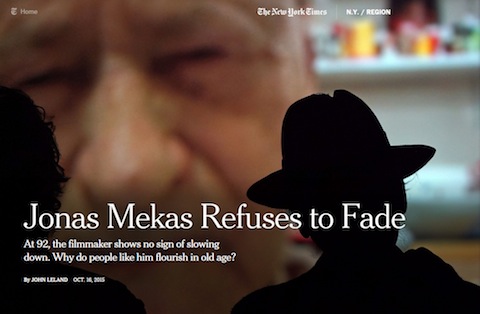 Home
The New York Times
N.Y. / REGION
Jonas Mekas Refuses to Fade
At 92, the filmmaker shows no sign of slowing
down. Why do people like him flourish in old age?
By JOHN LELAND OCT. 16, 2015